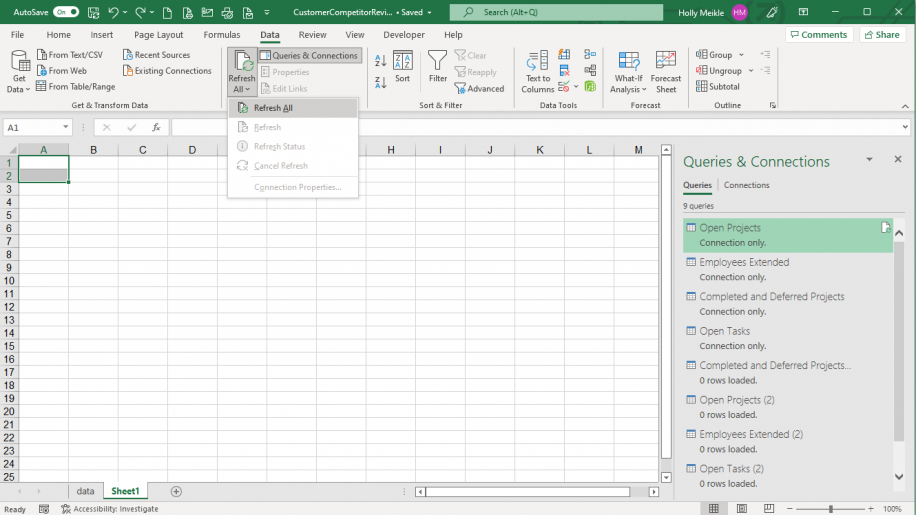 AutoSave On CustomerCompetitorRevi... • Saved Search (Alt+Q) Holly Meikle HM
File Home Insert Page Layout Formulas Data Review View Developer Help Comments Share
Get Data
From Text/CSV
From Web
From Table/Range
Recent Sources
Existing Connections
Get & Transform Data
Refresh All
Queries & Connections
Properties
Edit Links
Sort
Filter
Clear
Reapply
Advanced
Sort & Filter
Text to Columns
Data Tools
What-If Analysis
Forecast Sheet
Forecast
Group
Ungroup
Subtotal
Outline
Refresh All
Refresh
Refresh Status
Cancel Refresh
Connection Properties...
A1 fx
A B C D H I J K L M
1
2
3
4
5
6
7
8
9
10
11
12
13
14
15
16
17
18
19
20
21
22
23
24
25
Queries & Connections
Queries Connections
9 queries
Open Projects
Connection only.
Employees Extended
Connection only.
Completed and Deferred Projects
Connection only.
Open Tasks
Connection only.
Completed and Deferred Projects...
0 rows loaded.
Open Projects (2)
0 rows loaded.
Employees Extended (2)
0 rows loaded.
Open Tasks (2)
0 rows loaded.
data Sheet1
Ready Accessibility: Investigate 100%